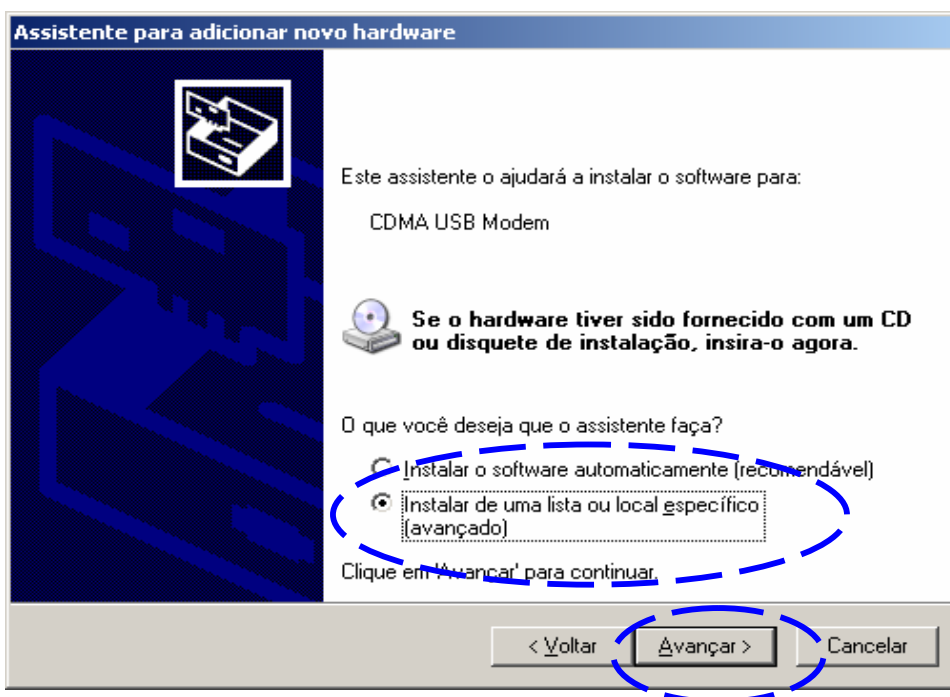 Assistente para adicionar novo hardware
Este assistente o ajudará a instalar o software para:
CDMA USB Modem
Se o hardware tiver sido fornecido com um CD
ou disquete de instalação, insira-o agora.
O que você deseja que o assistente faça?
Instalar o software automaticamente (recomendável)
Instalar de uma lista ou local específico
(avançado)
Clique em 'Avançar' para continuar.
< Voltar Avançar > Cancelar